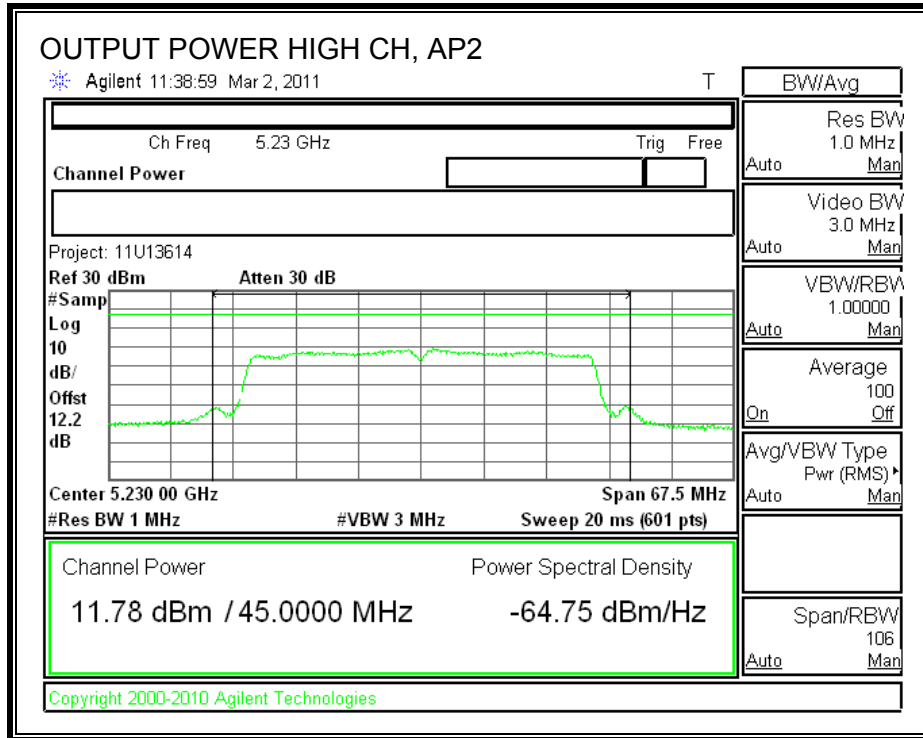 OUTPUT POWER HIGH CH, AP2
Agilent 11:38:59 Mar 2, 2011 T
Ch Freq 5.23 GHz Trig Free
Channel Power
Project: 11U13614
Ref 30 dBm Atten 30 dB
#Samp
Log
10
dB/
Offst
12.2
dB
Center 5.230 00 GHz Span 67.5 MHz
#Res BW 1 MHz #VBW 3 MHz Sweep 20 ms (601 pts)
Channel Power Power Spectral Density
11.78 dBm / 45.0000 MHz -64.75 dBm/Hz
Copyright 2000-2010 Agilent Technologies
BW/Avg
Res BW
1.0 MHz
Auto Man
Video BW
3.0 MHz
Auto Man
VBW/RBW
1.00000
Auto Man
Average
100
On Off
Avg/VBW Type
Pwr (RMS)
Auto Man
Span/RBW
106
Auto Man